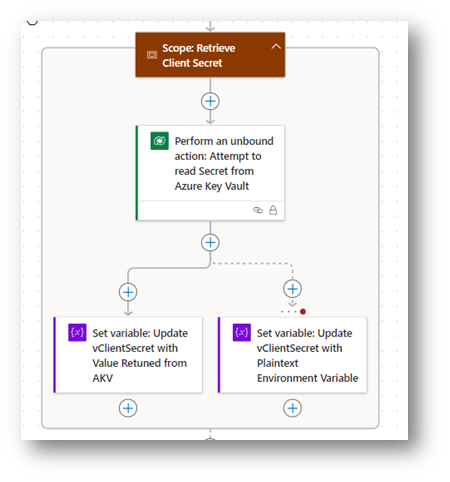 Scope: Retrieve
Client Secret
Perform an unbound
action: Attempt to
read Secret from
Azure Key Vault
{x}
Set variable: Update
vClientSecret with
Value Retuned from
AKV
{x}
Set variable: Update
vClientSecret with
Plaintext
Environment Variable